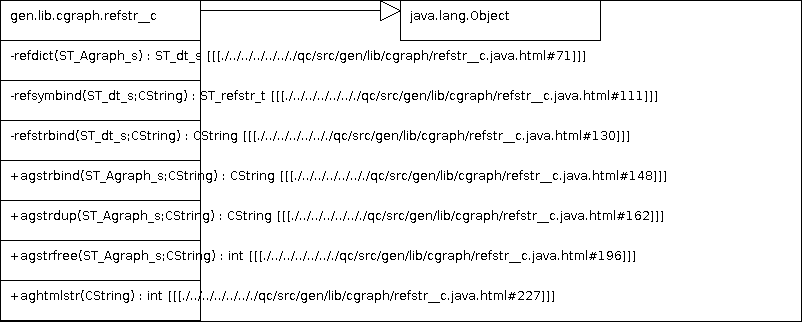 gen.lib.cgraph.refstr__c
java.lang.Object
-refdict(ST_Agraph_s) : ST_dt_s [[[./../../../../../qc/src/gen/lib/cgraph/refstr__c.java.html#71]]]
-refsymbind(ST_dt_s;CString) : ST_refstr_t [[[./../../../../../qc/src/gen/lib/cgraph/refstr__c.java.html#111]]]
-refstrbind(ST_dt_s;CString) : CString [[[./../../../../../qc/src/gen/lib/cgraph/refstr__c.java.html#130]]]
+agstrbind(ST_Agraph_s;CString) : CString [[[./../../../../../qc/src/gen/lib/cgraph/refstr__c.java.html#148]]]
+agstrdup(ST_Agraph_s;CString) : CString [[[./../../../../../qc/src/gen/lib/cgraph/refstr__c.java.html#162]]]
+agstrfree(ST_Agraph_s;CString) : int [[[./../../../../../qc/src/gen/lib/cgraph/refstr__c.java.html#196]]]
+aghtmlstr(CString) : int [[[./../../../../../qc/src/gen/lib/cgraph/refstr__c.java.html#227]]]